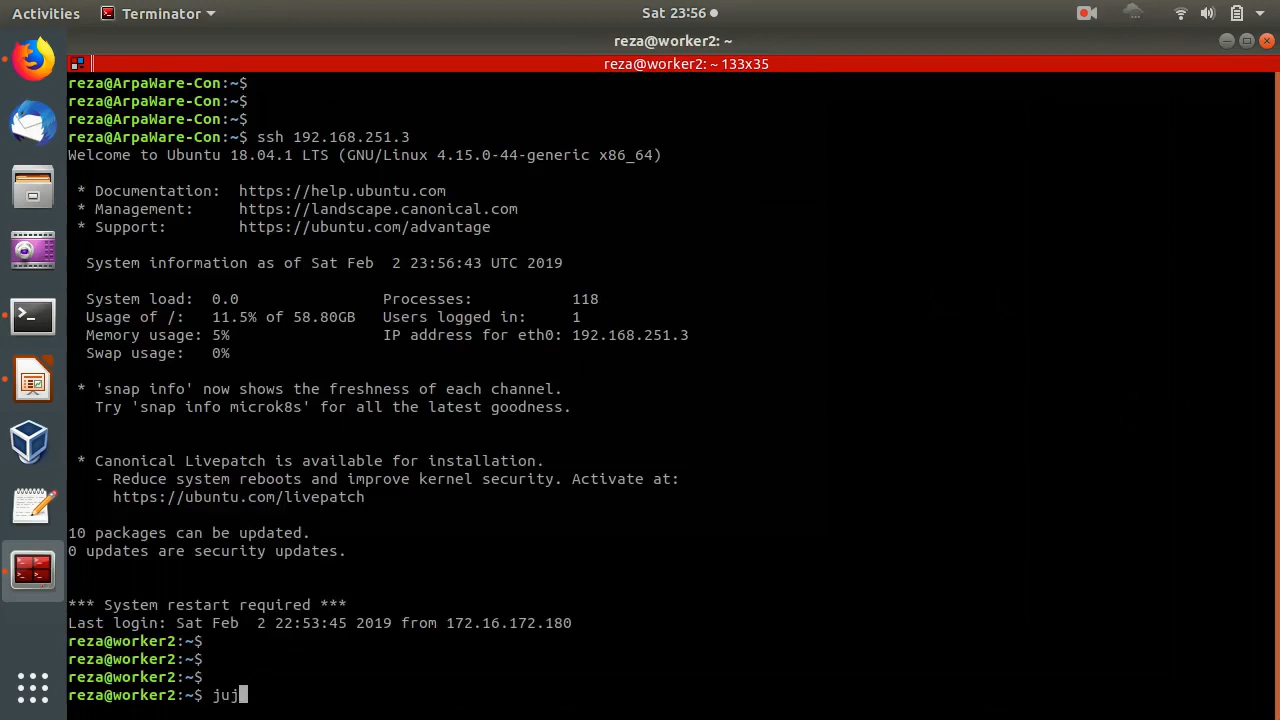 Activities Terminator Sat 23:56
reza@worker2: ~
reza@worker2: ~ 133x35
reza@ArpaWare-Con:~$
reza@ArpaWare-Con:~$
reza@ArpaWare-Con:~$
reza@ArpaWare-Con:~$ ssh 192.168.251.3
Welcome to Ubuntu 18.04.1 LTS (GNU/Linux 4.15.0-44-generic x86_64)
* Documentation:  https://help.ubuntu.com
* Management:     https://landscape.canonical.com
* Support:        https://ubuntu.com/advantage
System information as of Sat Feb  2 23:56:43 UTC 2019
System load:  0.0                Processes:           118
Usage of /:   11.5% of 58.80GB   Users logged in:     1
Memory usage: 5%                 IP address for eth0: 192.168.251.3
Swap usage:   0%
* 'snap info' now shows the freshness of each channel.
Try 'snap info microk8s' for all the latest goodness.
* Canonical Livepatch is available for installation.
- Reduce system reboots and improve kernel security. Activate at:
https://ubuntu.com/livepatch
10 packages can be updated.
0 updates are security updates.
*** System restart required ***
Last login: Sat Feb  2 22:53:45 2019 from 172.16.172.180
reza@worker2:~$
reza@worker2:~$
reza@worker2:~$
reza@worker2:~$ juj